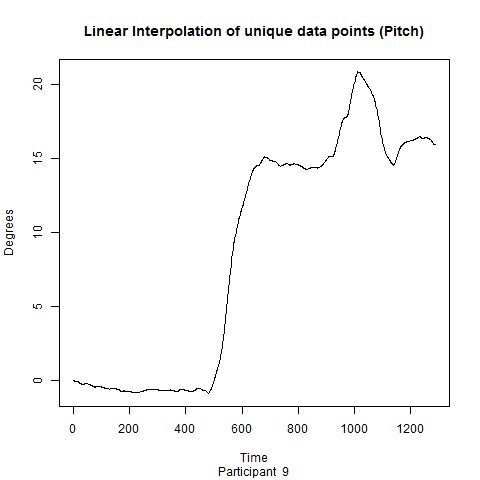 Linear Interpolation of unique data points (Pitch)
Degrees
20
15
10
5
0
0 200 400 600 800 1000 1200
Time
Participant 9